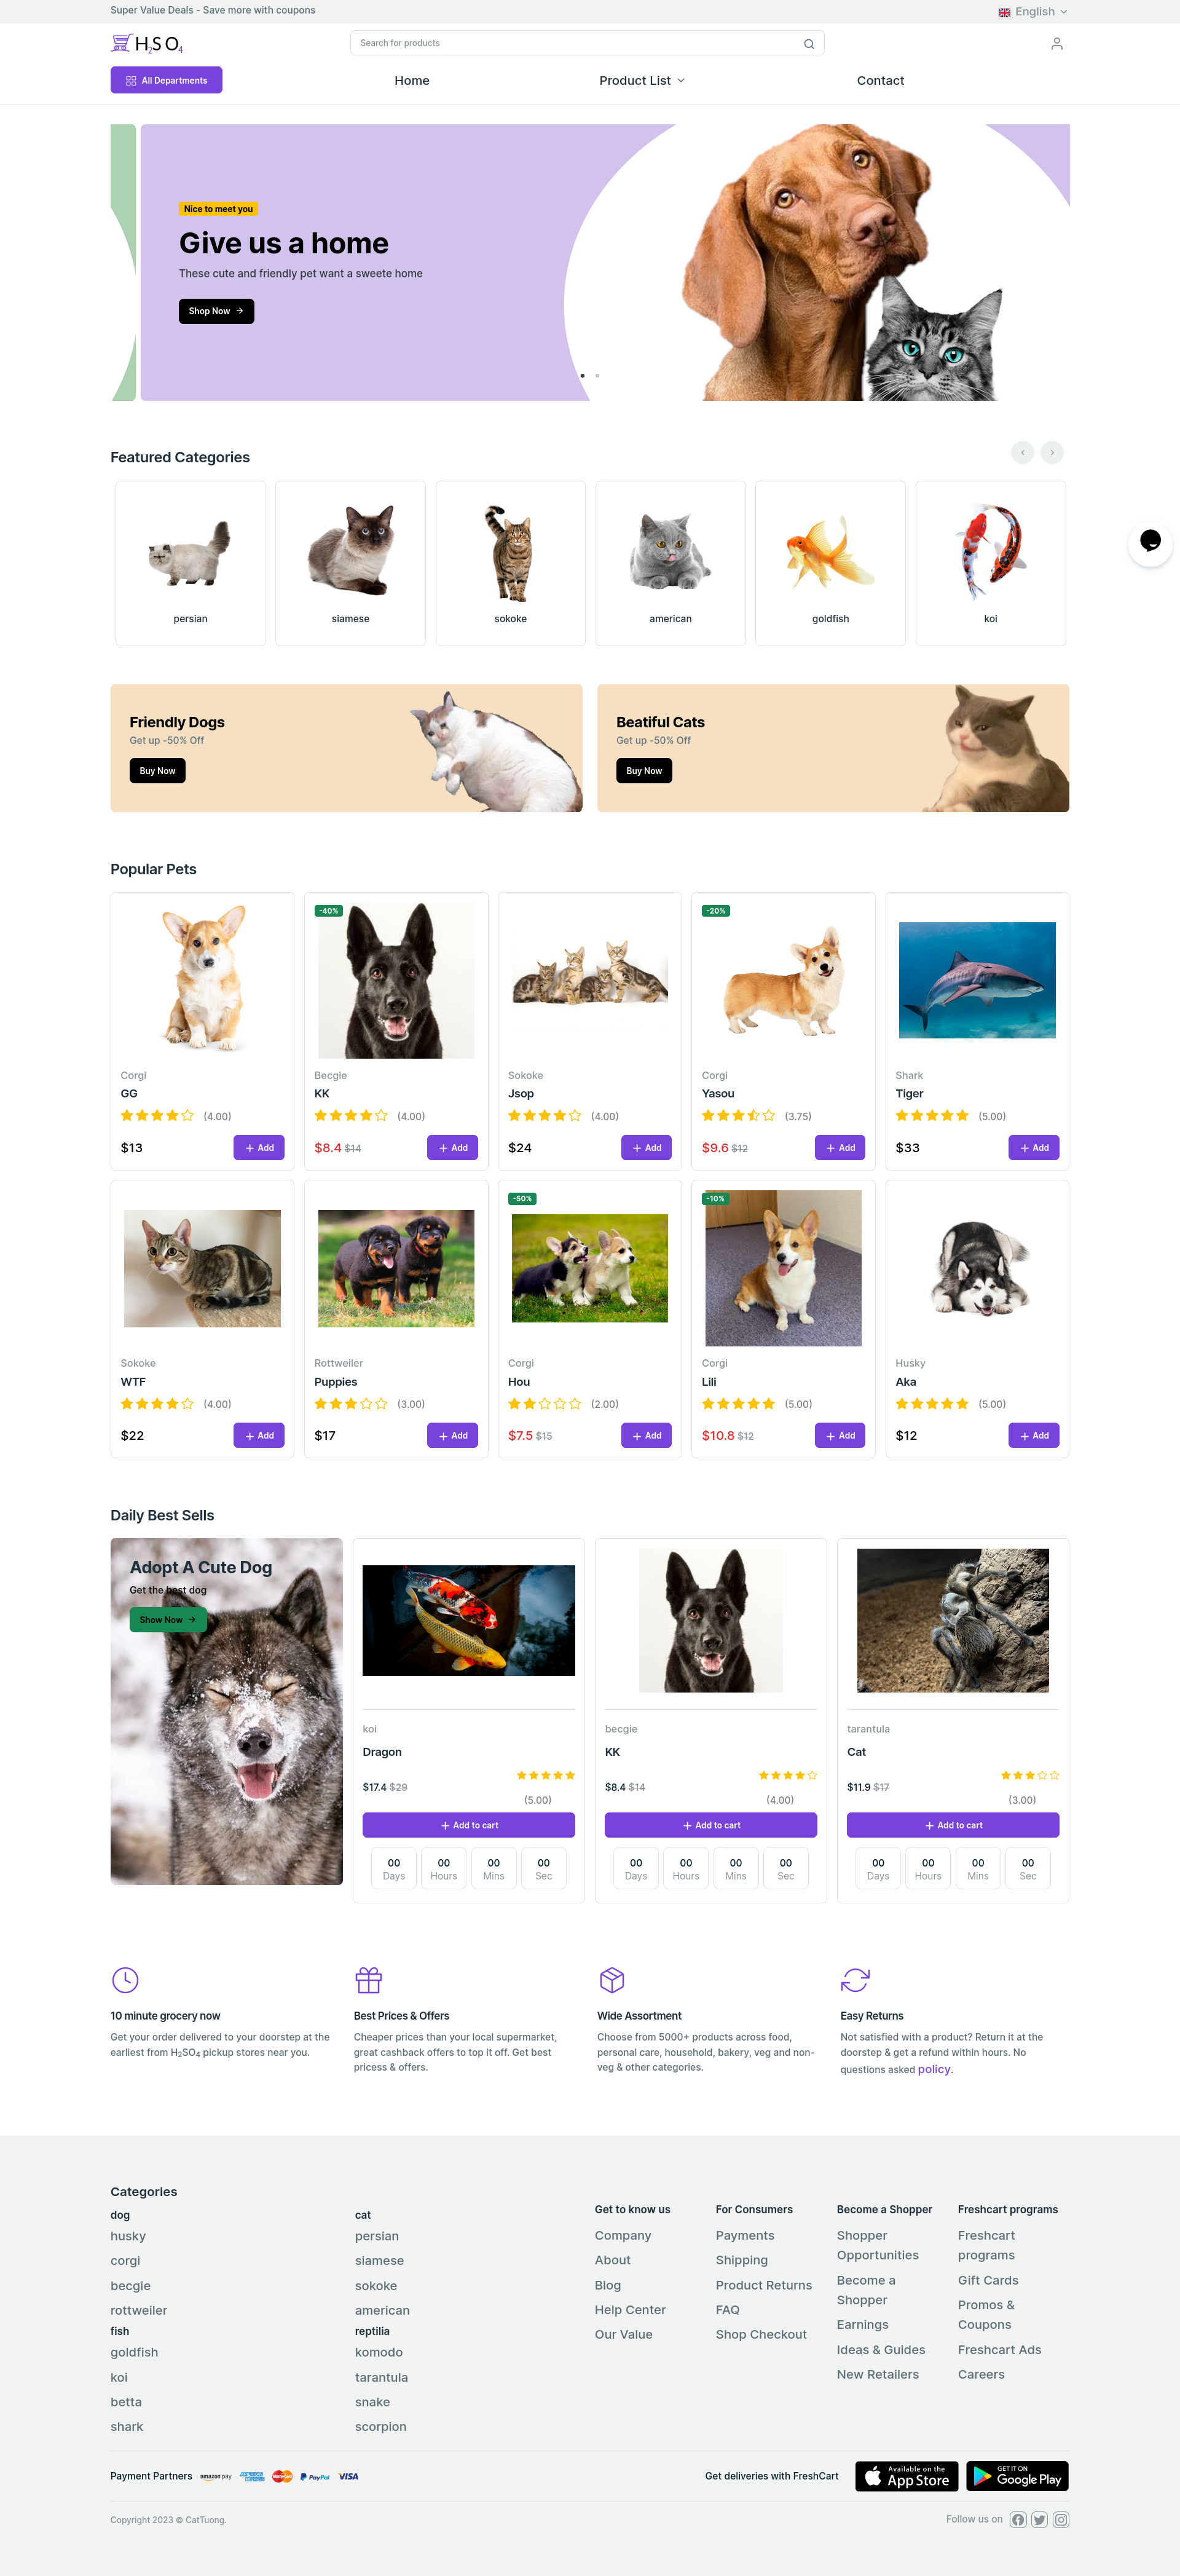 Super Value Deals - Save more with coupons
English
H2SO4
Search for products
All Departments
Home
Product List
Contact
Nice to meet you
Give us a home
These cute and friendly pet want a sweete home
Shop Now
Featured Categories
persian
siamese
sokoke
american
goldfish
koi
Friendly Dogs
Get up -50% Off
Buy Now
Beatiful Cats
Get up -50% Off
Buy Now
Popular Pets
Corgi
GG
(4.00)
$13
Add
-40%
Becgie
KK
(4.00)
$8.4 $14
Add
Sokoke
Jsop
(4.00)
$24
Add
-20%
Corgi
Yasou
(3.75)
$9.6 $12
Add
Shark
Tiger
(5.00)
$33
Add
Sokoke
WTF
(4.00)
$22
Add
Rottweiler
Puppies
(3.00)
$17
Add
-50%
Corgi
Hou
(2.00)
$7.5 $15
Add
-10%
Corgi
Lili
(5.00)
$10.8 $12
Add
Husky
Aka
(5.00)
$12
Add
Daily Best Sells
Adopt A Cute Dog
Get the best dog
Show Now
koi
Dragon
$17.4 $29
(5.00)
Add to cart
00 00 00 00
Days Hours Mins Sec
becgie
KK
$8.4 $14
(4.00)
Add to cart
00 00 00 00
Days Hours Mins Sec
tarantula
Cat
$11.9 $17
(3.00)
Add to cart
00 00 00 00
Days Hours Mins Sec
10 minute grocery now
Get your order delivered to your doorstep at the
earliest from H2SO4 pickup stores near you.
Best Prices & Offers
Cheaper prices than your local supermarket,
great cashback offers to top it off. Get best
pricess & offers.
Wide Assortment
Choose from 5000+ products across food,
personal care, household, bakery, veg and non-
veg & other categories.
Easy Returns
Not satisfied with a product? Return it at the
doorstep & get a refund within hours. No
questions asked policy.
Categories
dog
husky
corgi
becgie
rottweiler
fish
goldfish
koi
betta
shark
cat
persian
siamese
sokoke
american
reptilia
komodo
tarantula
snake
scorpion
Get to know us
Company
About
Blog
Help Center
Our Value
For Consumers
Payments
Shipping
Product Returns
FAQ
Shop Checkout
Become a Shopper
Shopper
Opportunities
Become a
Shopper
Earnings
Ideas & Guides
New Retailers
Freshcart programs
Freshcart
programs
Gift Cards
Promos &
Coupons
Freshcart Ads
Careers
Payment Partners
amazon pay
PayPal
VISA
Get deliveries with FreshCart
Available on the
App Store
GET IT ON
Google Play
Copyright 2023 © CatTuong.
Follow us on